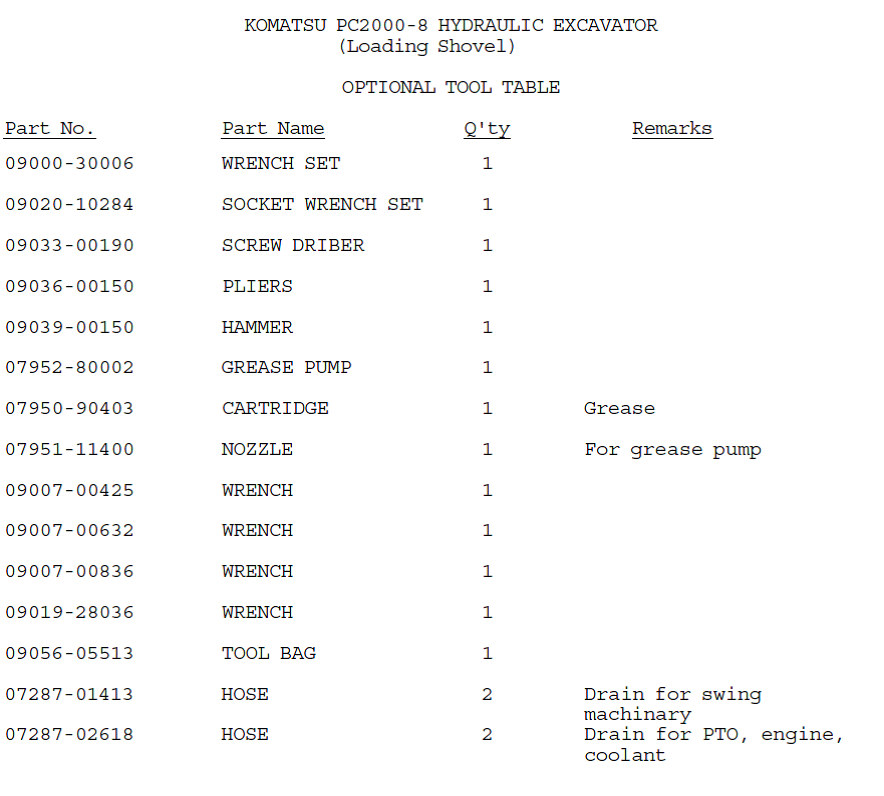 KOMATSU PC2000-8 HYDRAULIC EXCAVATOR
(Loading Shovel)
OPTIONAL TOOL TABLE
Part No. Part Name Q'ty Remarks
09000-30006 WRENCH SET 1
09020-10284 SOCKET WRENCH SET 1
09033-00190 SCREW DRIBER 1
09036-00150 PLIERS 1
09039-00150 HAMMER 1
07952-80002 GREASE PUMP 1
07950-90403 CARTRIDGE 1 Grease
07951-11400 NOZZLE 1 For grease pump
09007-00425 WRENCH 1
09007-00632 WRENCH 1
09007-00836 WRENCH 1
09019-28036 WRENCH 1
09056-05513 TOOL BAG 1
07287-01413 HOSE 2 Drain for swing
machinary
07287-02618 HOSE 2 Drain for PTO, engine,
coolant